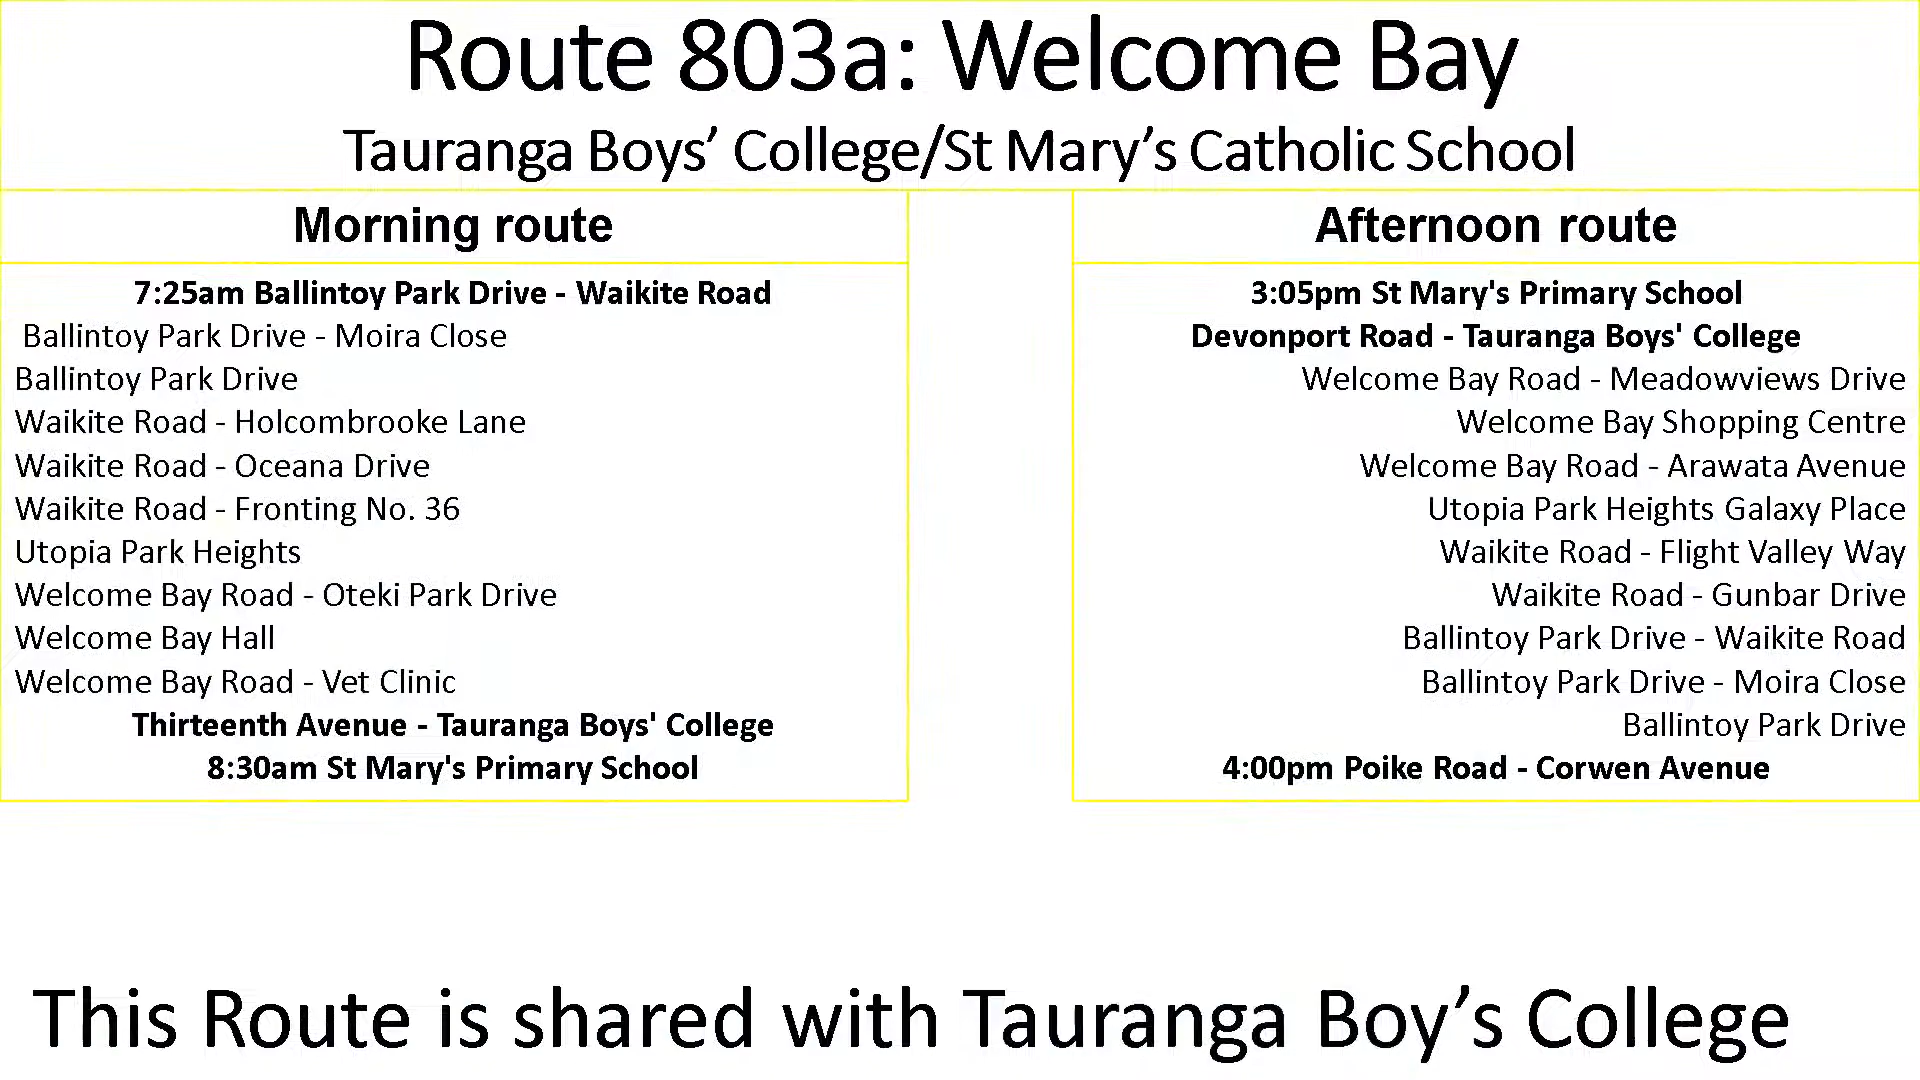 Route 803a: Welcome Bay
Tauranga Boys’ College/St Mary’s Catholic School
Morning route
7:25am Ballintoy Park Drive - Waikite Road
Ballintoy Park Drive - Moira Close
Ballintoy Park Drive
Waikite Road - Holcombrooke Lane
Waikite Road - Oceana Drive
Waikite Road - Fronting No. 36
Utopia Park Heights
Welcome Bay Road - Oteki Park Drive
Welcome Bay Hall
Welcome Bay Road - Vet Clinic
Thirteenth Avenue - Tauranga Boys' College
8:30am St Mary's Primary School
Afternoon route
3:05pm St Mary's Primary School
Devonport Road - Tauranga Boys' College
Welcome Bay Road - Meadowviews Drive
Welcome Bay Shopping Centre
Welcome Bay Road - Arawata Avenue
Utopia Park Heights Galaxy Place
Waikite Road - Flight Valley Way
Waikite Road - Gunbar Drive
Ballintoy Park Drive - Waikite Road
Ballintoy Park Drive - Moira Close
Ballintoy Park Drive
4:00pm Poike Road - Corwen Avenue
This Route is shared with Tauranga Boy’s College